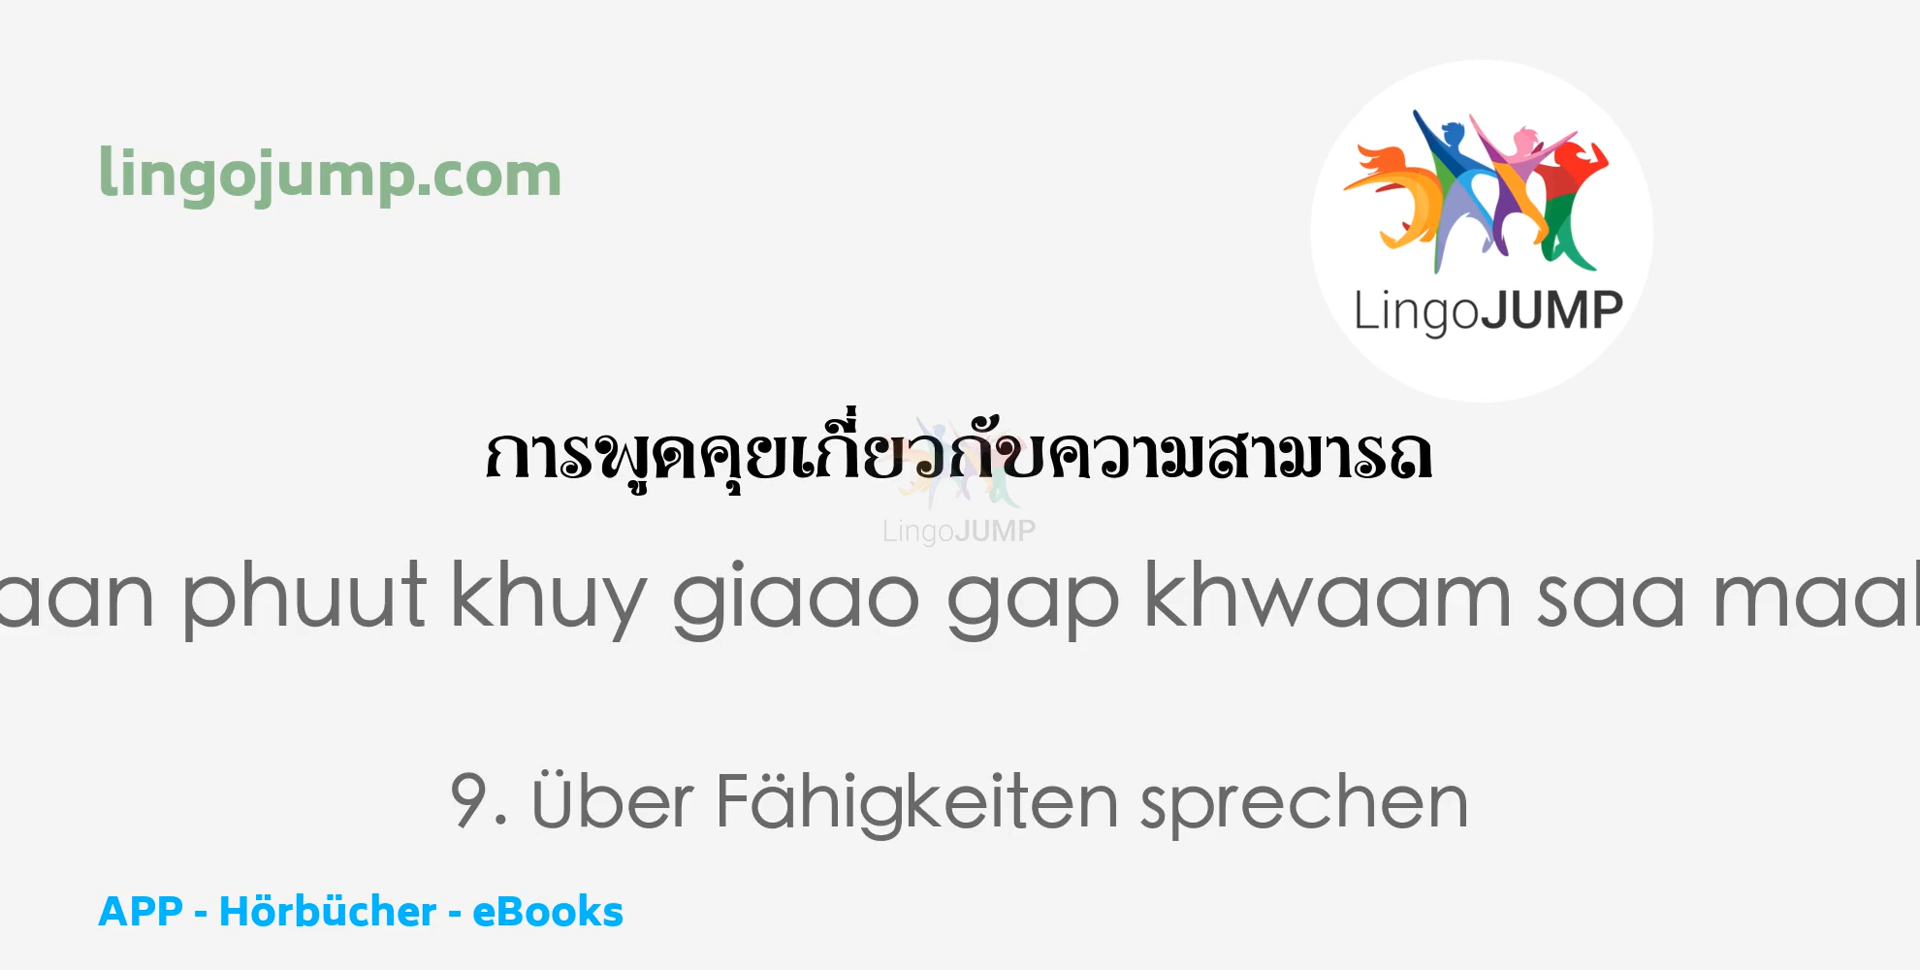 lingojump.com
LingoJUMP
การพูดคุยเกี่ยวกับความสามารถ
LingoJUMP
aan phuut khuy giaao gap khwaam saa maa
9. Über Fähigkeiten sprechen
APP - Hörbücher - eBooks